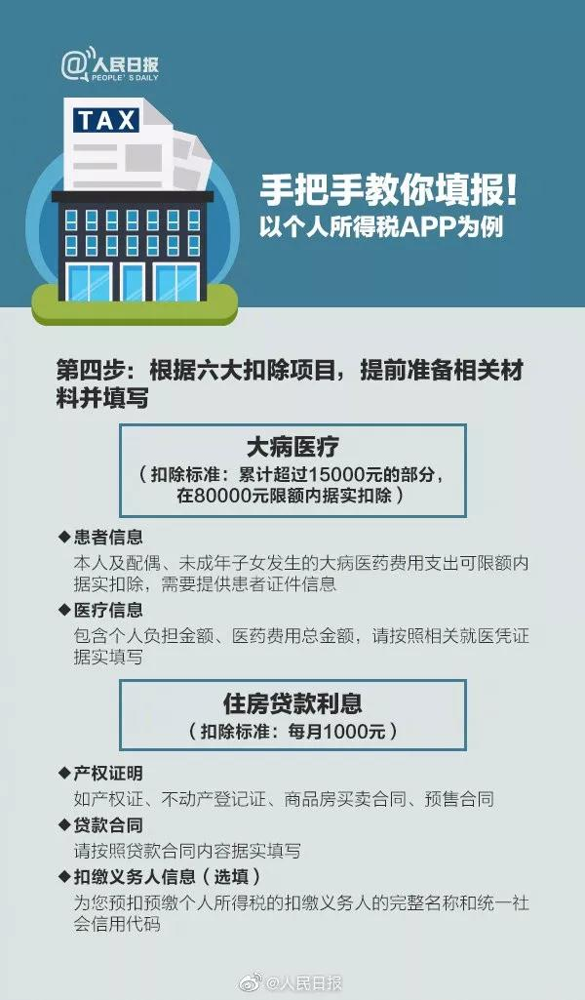 @人民日报
PEOPLE'S DAILY
TAX
手把手教你填报！
以个人所得税APP为例
第四步：根据六大扣除项目，提前准备相关材
料并填写
大病医疗
（扣除标准：累计超过15000元的部分，
在80000元限额内据实扣除）
◆患者信息
本人及配偶、未成年子女发生的大病医药费用支出可限额内
据实扣除，需要提供患者证件信息
◆医疗信息
包含个人负担金额、医药费用总金额，请按照相关就医凭证
据实填写
住房贷款利息
（扣除标准：每月1000元）
◆产权证明
如产权证、不动产登记证、商品房买卖合同、预售合同
◆贷款合同
请按照贷款合同内容据实填写
◆扣缴义务人信息（选填）
为您预扣预缴个人所得税的扣缴义务人的完整名称和统一社
会信用代码
@人民日报